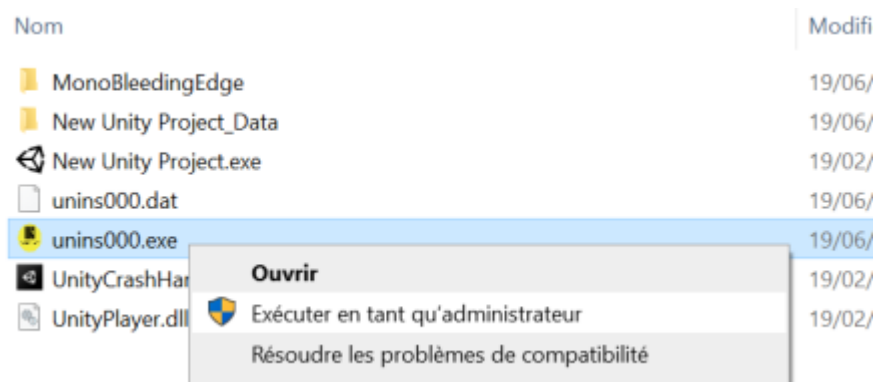 Nom Modifi
MonoBleedingEdge 19/06/
New Unity Project_Data 19/06/
New Unity Project.exe 19/02/
unins000.dat 19/06/
unins000.exe 19/06/
UnityCrashHar 19/02/
UnityPlayer.dll 19/02/
Ouvrir
Exécuter en tant qu'administrateur
Résoudre les problèmes de compatibilité